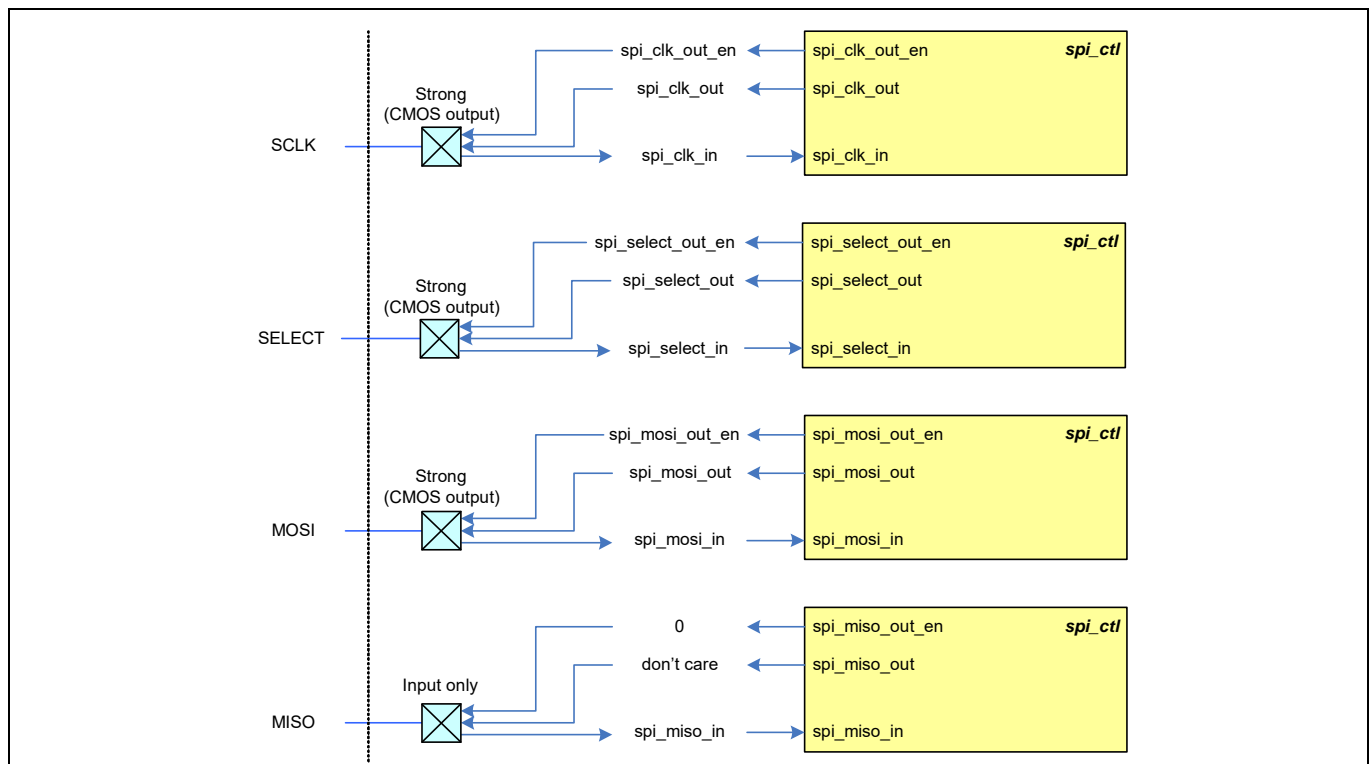 spi_clk_out_en spi_clk_out_en spi_ctl
Strong
(CMOS output)
spi_clk_out spi_clk_out
SCLK
spi_clk_in spi_clk_in
spi_select_out_en spi_select_out_en spi_ctl
Strong
(CMOS output)
spi_select_out spi_select_out
SELECT
spi_select_in spi_select_in
spi_mosi_out_en spi_mosi_out_en spi_ctl
Strong
(CMOS output)
spi_mosi_out spi_mosi_out
MOSI
spi_mosi_in spi_mosi_in
0 spi_miso_out_en spi_ctl
don't care spi_miso_out
Input only
MISO
spi_miso_in spi_miso_in